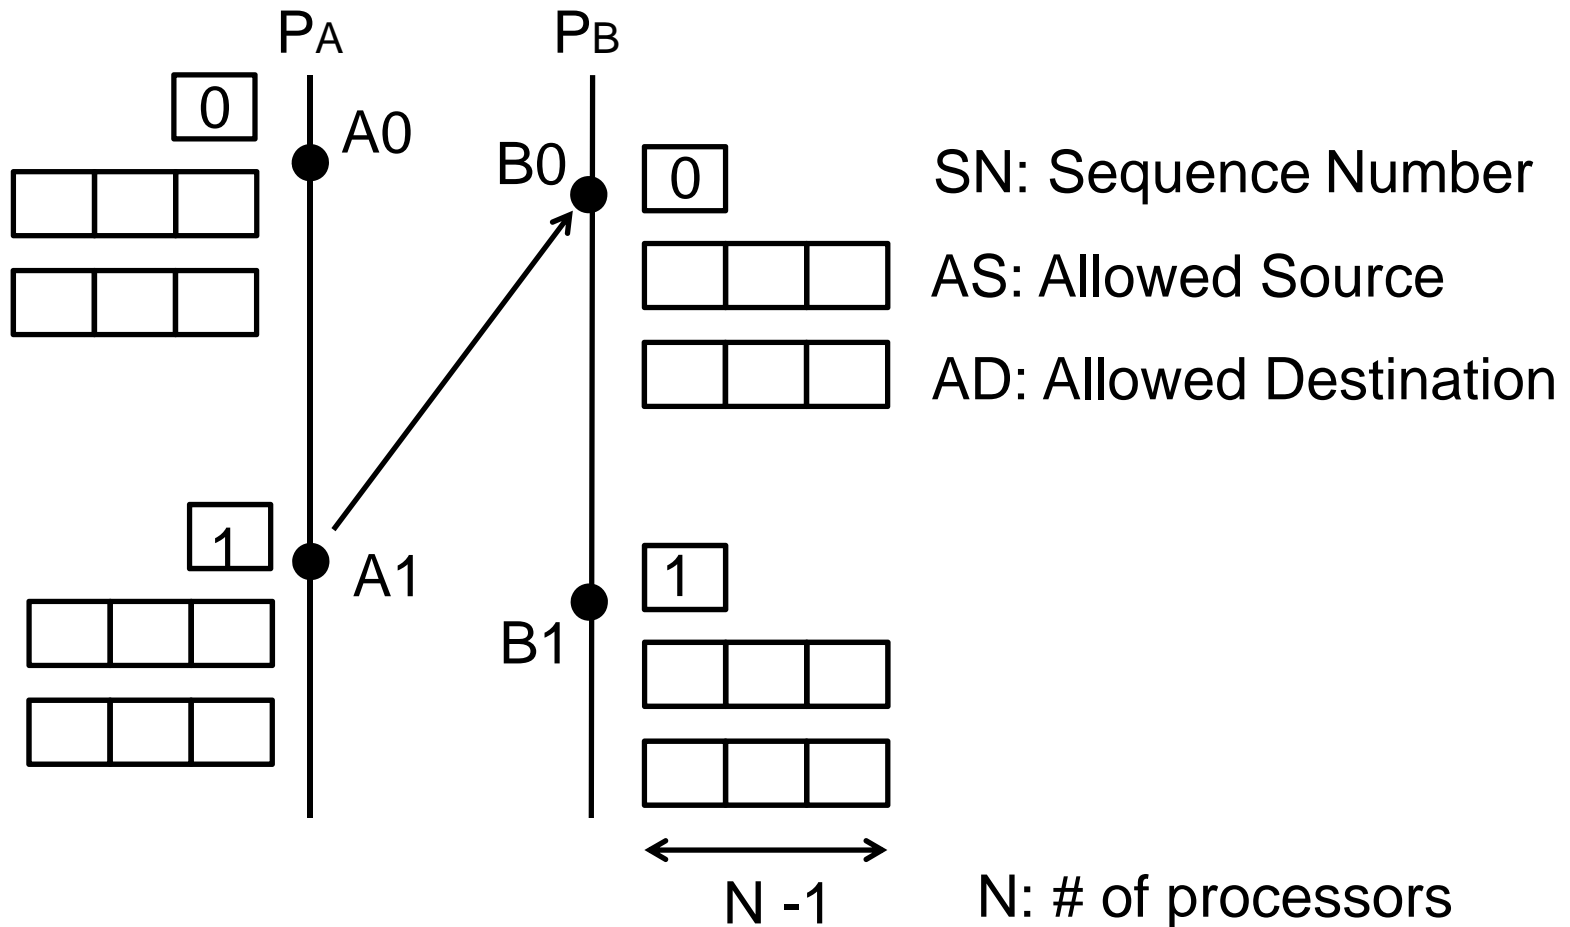 PA
PB
0
A0
B0
0
SN: Sequence Number
AS: Allowed Source
AD: Allowed Destination
1
A1
1
B1
N -1
N: # of processors